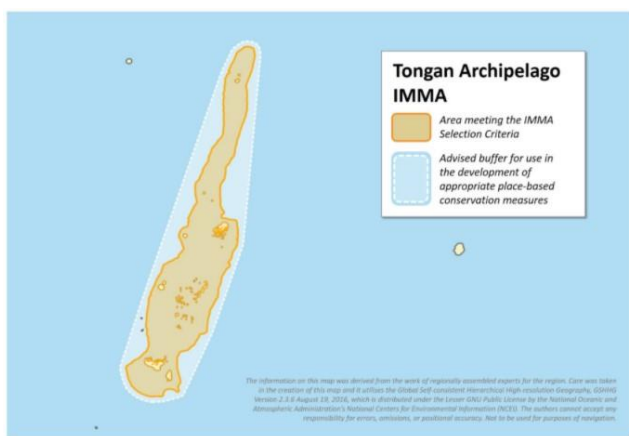 Tongan Archipelago
IMMA
Area meeting the IMMA
Selection Criteria
Advised buffer for use in
the development of
appropriate place-based
conservation measures
The information on this map was derived from the work of regionally assembled experts for the region. Care was taken
in the creation of this map and it utilises the Global Self-consistent Hierarchical High-resolution Geography, GSHHG
Version 2.3.6 August 19, 2016, which is distributed under the Lesser GNU Public License by the National Oceanic and
Atmospheric Administration's National Centers for Environmental Information (NCEI). The authors cannot accept any
responsibility for errors, omissions, or positional accuracy. Not to be used for purposes of navigation.